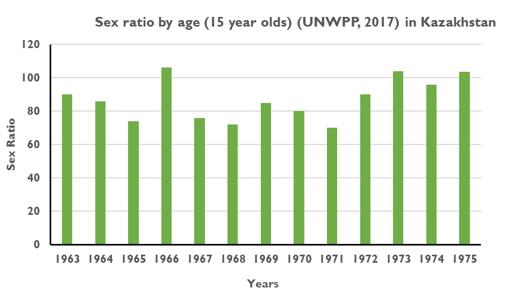 Sex ratio by age (15 year olds) (UNWPP, 2017) in Kazakhstan
120
100
80
60
40
20
0
Sex Ratio
1963 1964 1965 1966 1967 1968 1969 1970 1971 1972 1973 1974 1975
Years